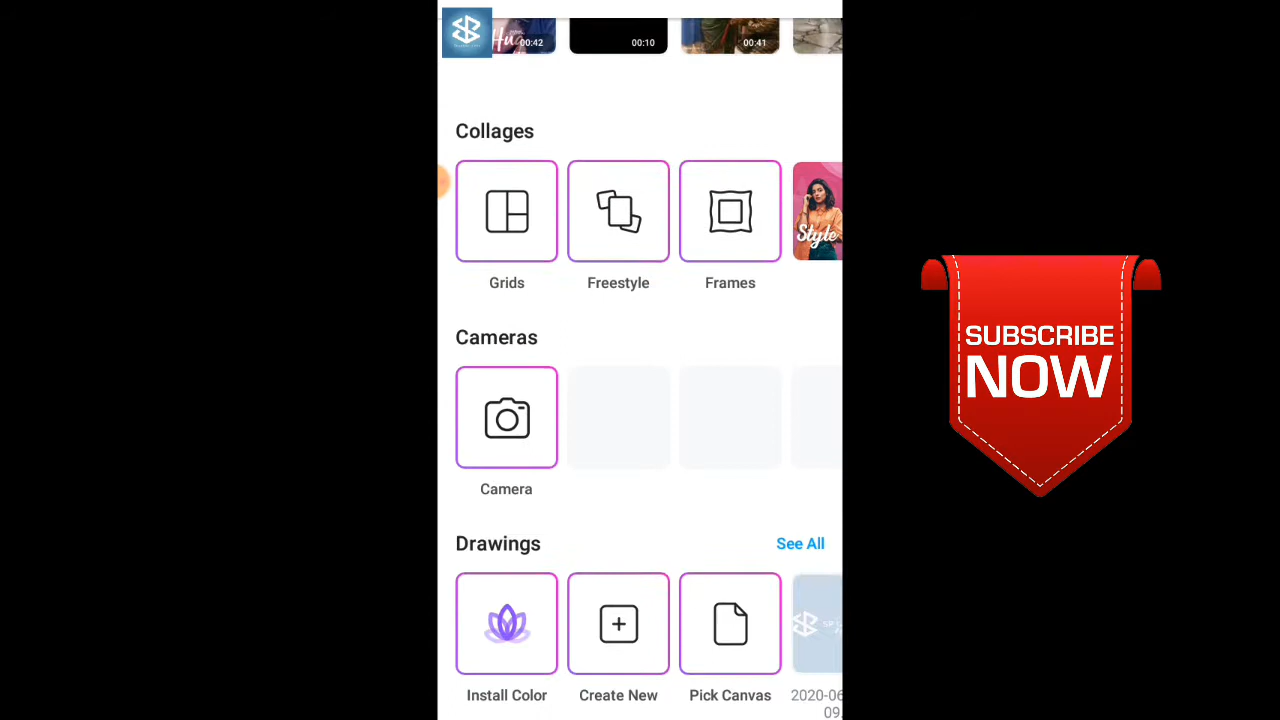 Hua
00:42
00:10
00:41
Collages
Style
Grids
Freestyle
Frames
Cameras
Camera
Drawings
See All
Install Color
Create New
Pick Canvas
2020-06
09.
SUBSCRIBE
NOW